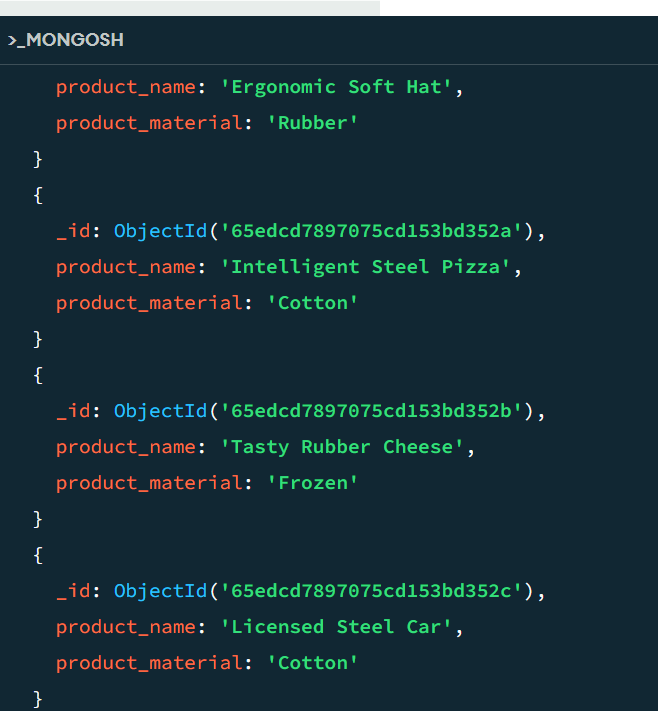 >_MONGOSH
product_name: 'Ergonomic Soft Hat',
product_material: 'Rubber'
}
{
_id: ObjectId('65edcd7897075cd153bd352a'),
product_name: 'Intelligent Steel Pizza',
product_material: 'Cotton'
}
{
_id: ObjectId('65edcd7897075cd153bd352b'),
product_name: 'Tasty Rubber Cheese',
product_material: 'Frozen'
}
{
_id: ObjectId('65edcd7897075cd153bd352c'),
product_name: 'Licensed Steel Car',
product_material: 'Cotton'
}